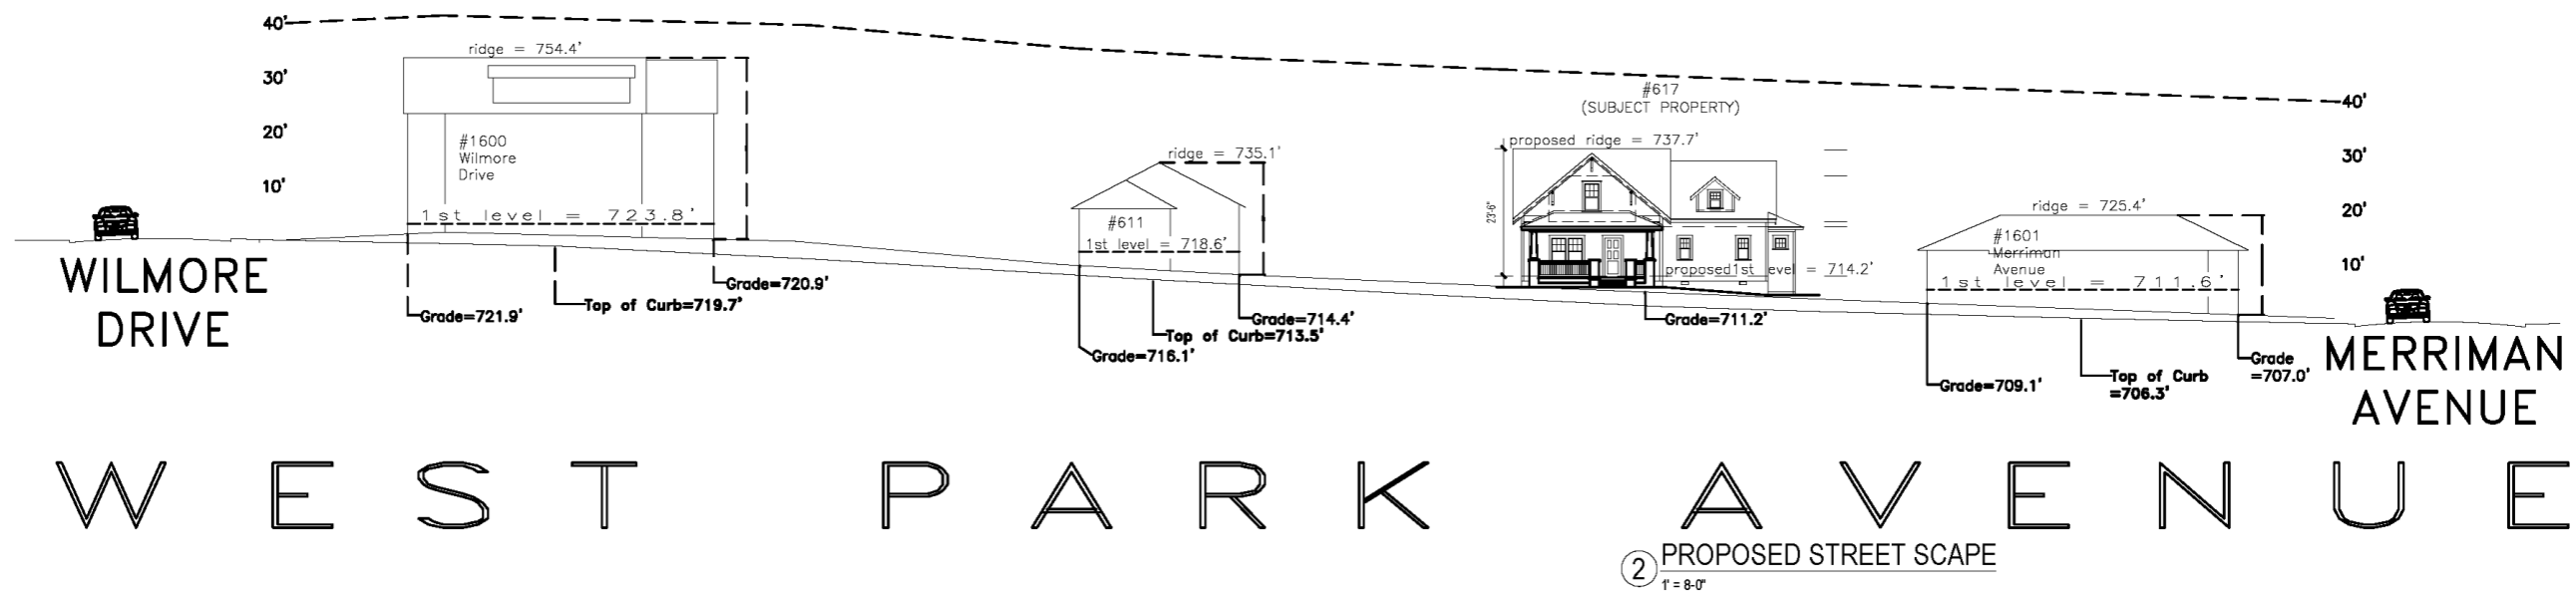 40'
30'
20'
10'
ridge = 754.4'
#1600
Wilmore
Drive
1st level = 723.8'
WILMORE
DRIVE
Grade=721.9'
Top of Curb=719.7'
Grade=720.9'
ridge = 735.1'
#611
1st level = 718.6'
Grade=716.1'
Top of Curb=713.5'
Grade=714.4'
#617
(SUBJECT PROPERTY)
proposed ridge = 737.7'
23'-6"
proposed1st level = 714.2'
Grade=711.2'
ridge = 725.4'
#1601
Merriman
Avenue
1st level = 711.6'
Grade=709.1'
Top of Curb
=706.3'
Grade
=707.0'
40'
30'
20'
10'
MERRIMAN
AVENUE
WEST PARK AVENUE
2 PROPOSED STREET SCAPE
1' = 8-0"